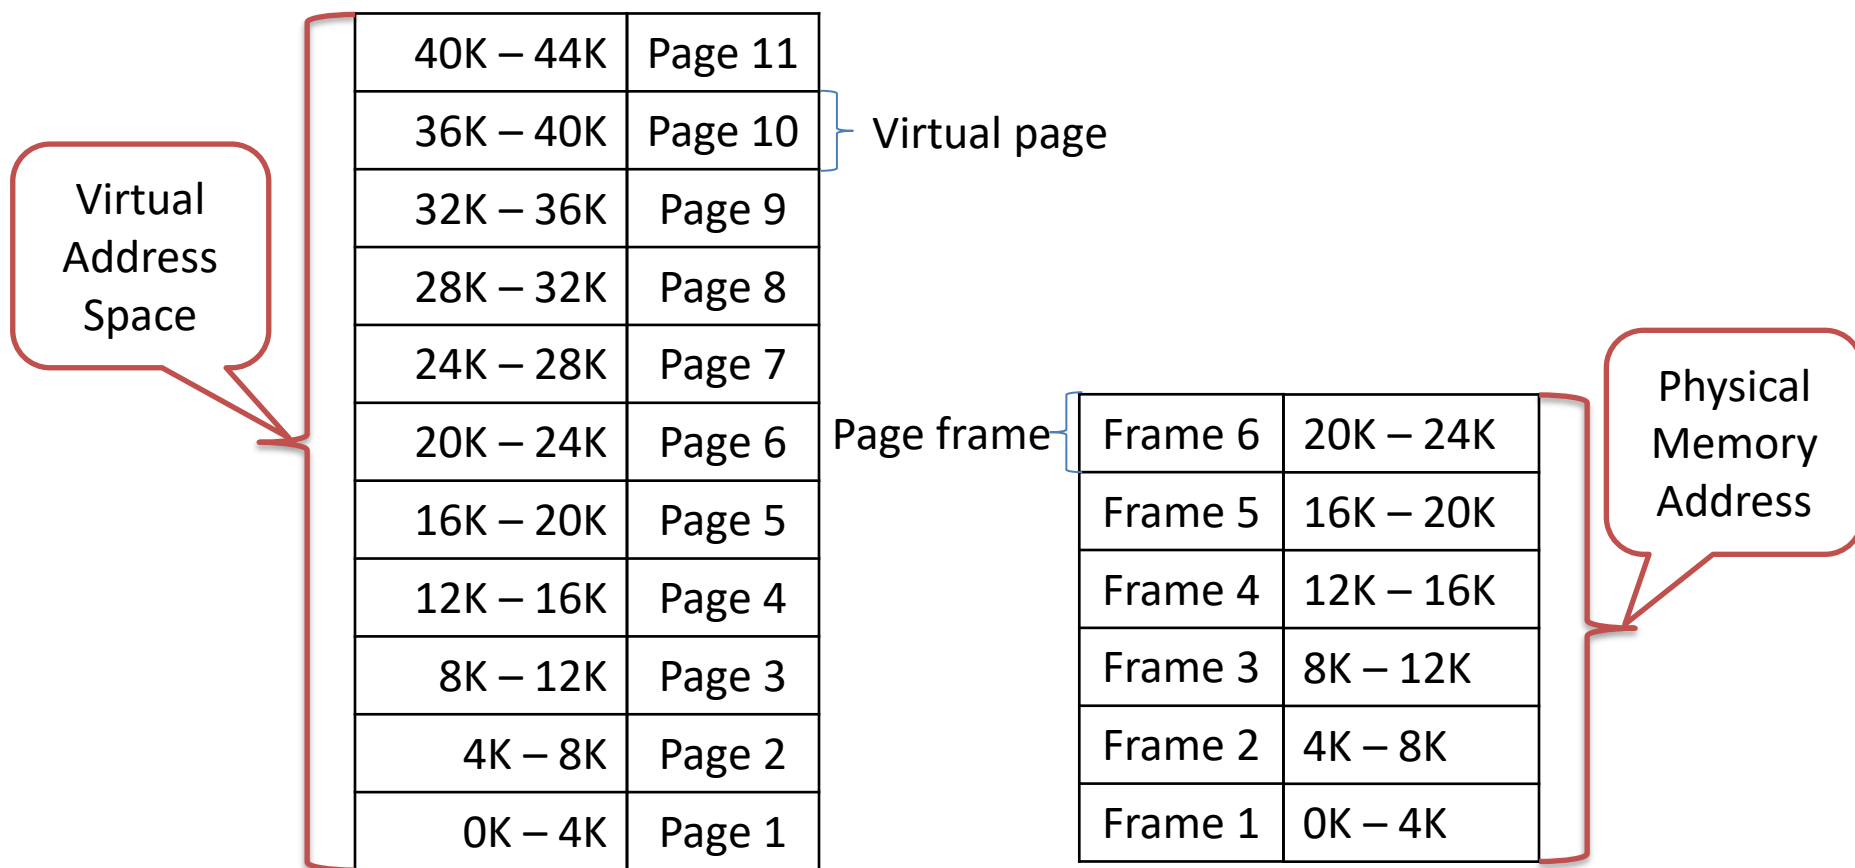 Virtual
Address
Space
40K – 44K Page 11
36K – 40K Page 10
32K – 36K Page 9
28K – 32K Page 8
24K – 28K Page 7
20K – 24K Page 6
16K – 20K Page 5
12K – 16K Page 4
8K – 12K Page 3
4K – 8K Page 2
0K – 4K Page 1
Virtual page
Page frame
Frame 6 20K – 24K
Frame 5 16K – 20K
Frame 4 12K – 16K
Frame 3 8K – 12K
Frame 2 4K – 8K
Frame 1 0K – 4K
Physical
Memory
Address